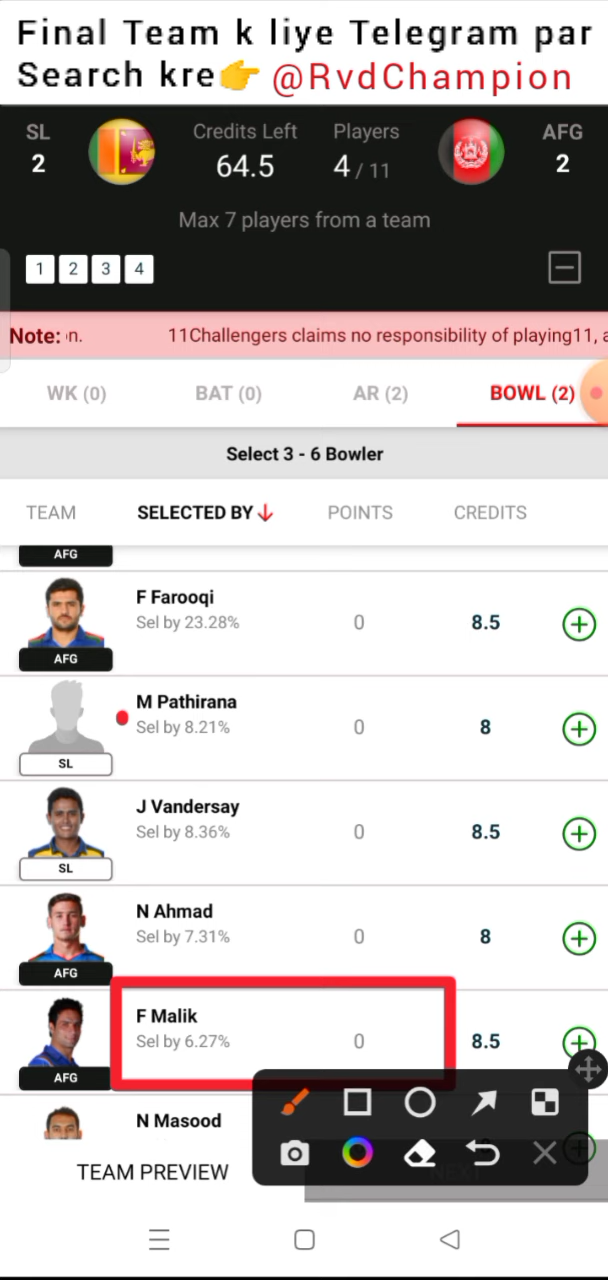 Final Team k liye Telegram par
Search kre👉 @RvdChampion
SL Credits Left Players AFG
2 64.5 4 / 11 2
Max 7 players from a team
1 2 3 4
Note: on. 11Challengers claims no responsibility of playing11, a
WK (0) BAT (0) AR (2) BOWL (2)
Select 3 - 6 Bowler
TEAM SELECTED BY POINTS CREDITS
AFG
F Farooqi
Sel by 23.28% 0 8.5
AFG
M Pathirana
Sel by 8.21% 0 8
SL
J Vandersay
Sel by 8.36% 0 8.5
SL
N Ahmad
Sel by 7.31% 0 8
AFG
F Malik
Sel by 6.27% 0 8.5
AFG
N Masood
TEAM PREVIEW NEXT